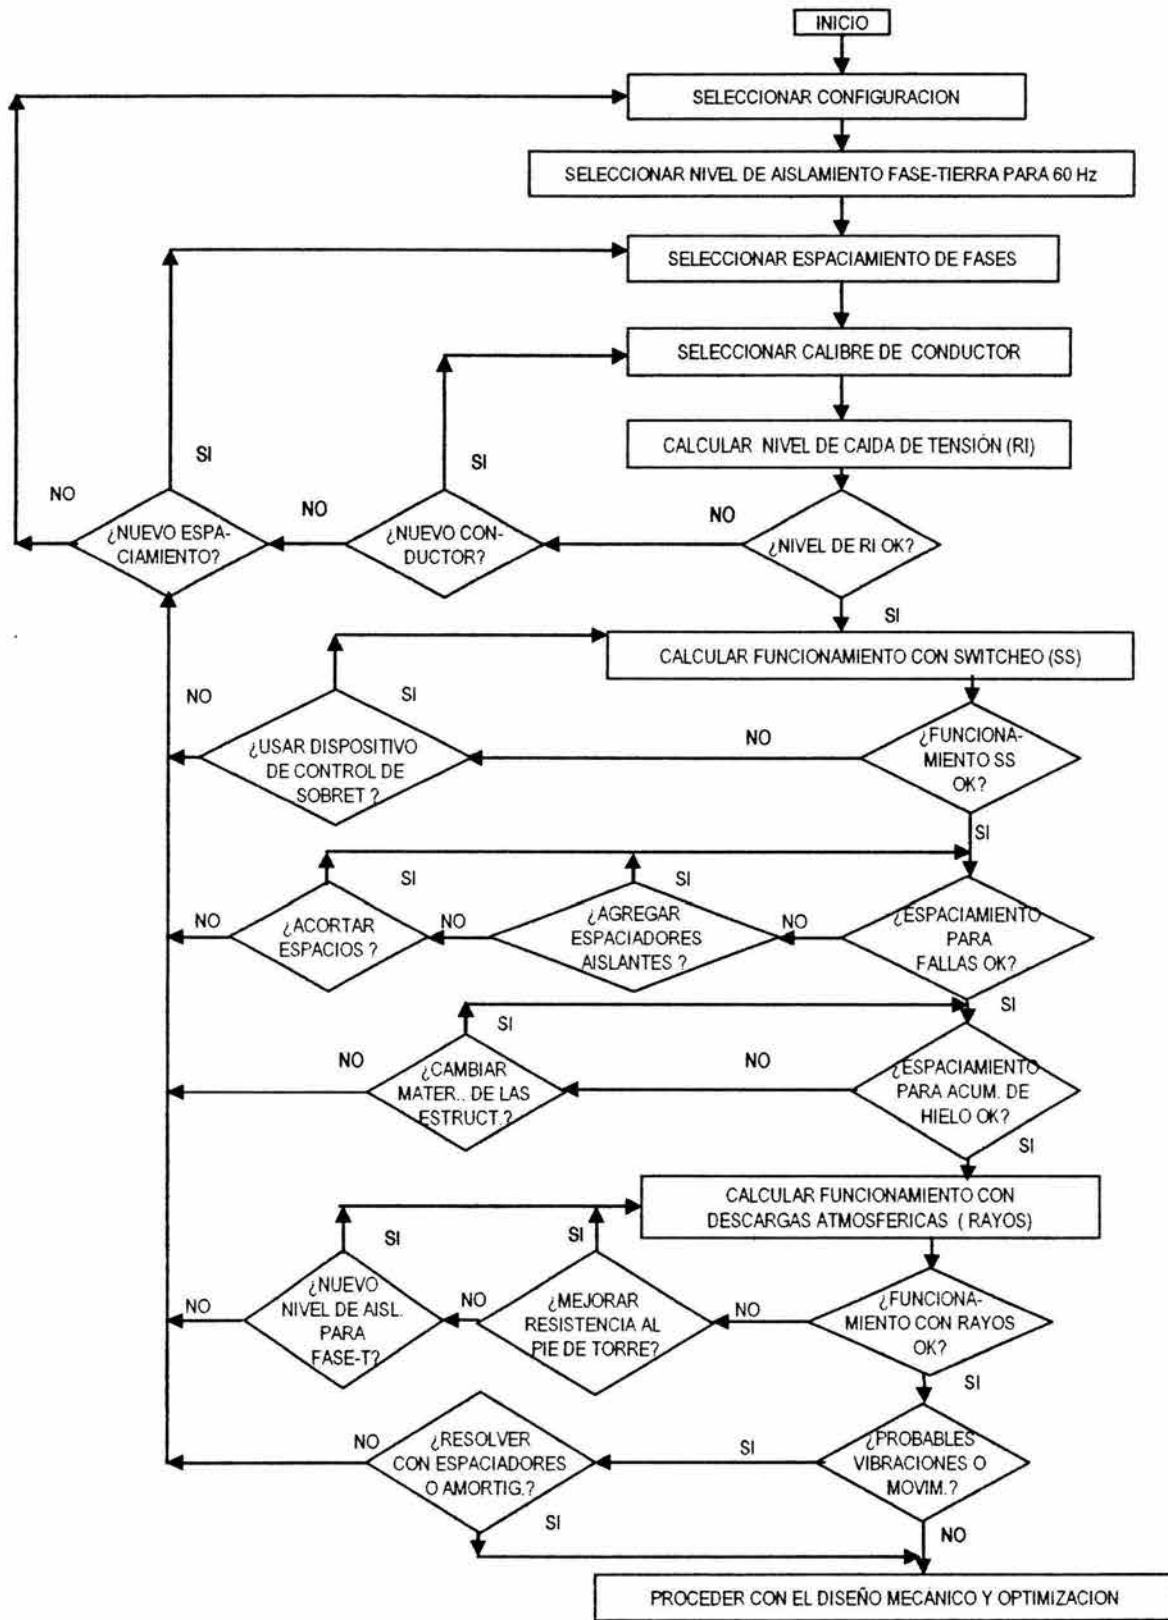 INICIO
SELECCIONAR CONFIGURACION
SELECCIONAR NIVEL DE AISLAMIENTO FASE-TIERRA PARA 60 Hz
SELECCIONAR ESPACIAMIENTO DE FASES
SELECCIONAR CALIBRE DE CONDUCTOR
CALCULAR NIVEL DE CAIDA DE TENSIÓN (RI)
SI
SI
NO
NO
NO
¿NUEVO ESPA-
CIAMIENTO?
¿NUEVO CON-
DUCTOR?
¿NIVEL DE RI OK?
SI
CALCULAR FUNCIONAMIENTO CON SWITCHEO (SS)
NO
SI
NO
¿USAR DISPOSITIVO
DE CONTROL DE
SOBRET ?
¿FUNCIONA-
MIENTO SS
OK?
SI
SI
SI
NO
¿ACORTAR
ESPACIOS ?
NO
¿AGREGAR
ESPACIADORES
AISLANTES ?
NO
¿ESPACIAMIENTO
PARA
FALLAS OK?
SI
SI
NO
¿CAMBIAR
MATER.. DE LAS
ESTRUCT.?
NO
¿ESPACIAMIENTO
PARA ACUM. DE
HIELO OK?
SI
CALCULAR FUNCIONAMIENTO CON
DESCARGAS ATMOSFERICAS ( RAYOS)
SI
SI
NO
¿NUEVO
NIVEL DE AISL.
PARA
FASE-T?
NO
¿MEJORAR
RESISTENCIA AL
PIE DE TORRE?
NO
¿FUNCIONA-
MIENTO CON RAYOS
OK?
SI
NO
¿RESOLVER
CON ESPACIADORES
O AMORTIG.?
SI
¿PROBABLES
VIBRACIONES O
MOVIM.?
SI
NO
PROCEDER CON EL DISEÑO MECANICO Y OPTIMIZACION